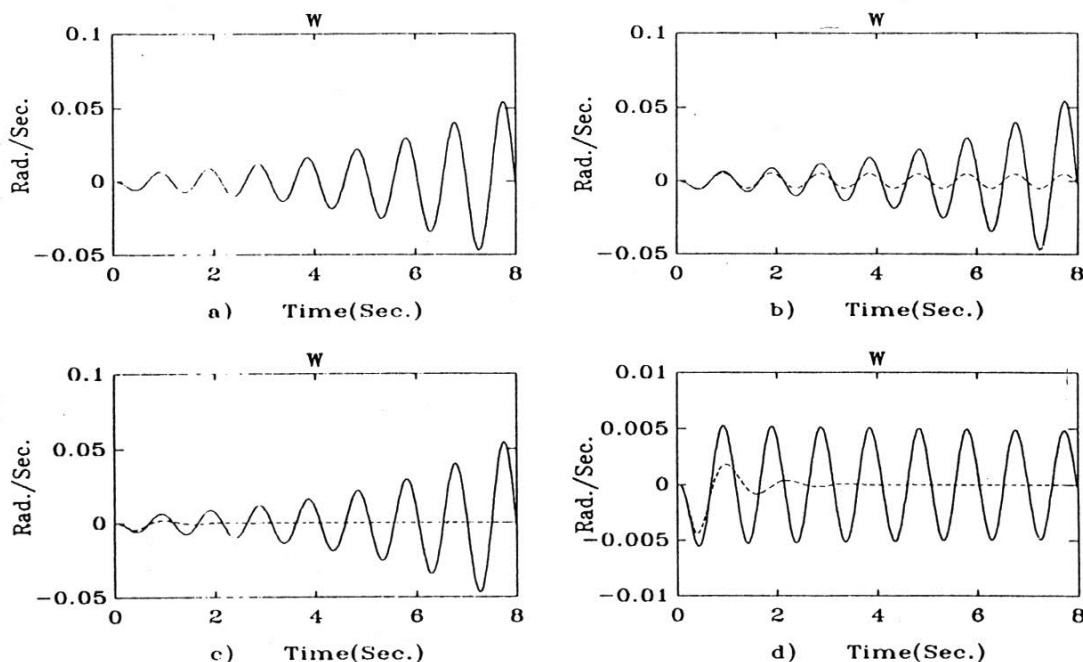 W
0.1
0.05
0
−0.05
Rad./Sec.
0 2 4 6 8
a) Time(Sec.)
W
0.1
0.05
0
−0.05
Rad./Sec.
0 2 4 6 8
b) Time(Sec.)
W
0.1
0.05
0
−0.05
Rad./Sec.
0 2 4 6 8
c) Time(Sec.)
W
0.01
0.005
0
0.005
−0.01
Rad./Sec.
0 2 4 6 8
d) Time(Sec.)